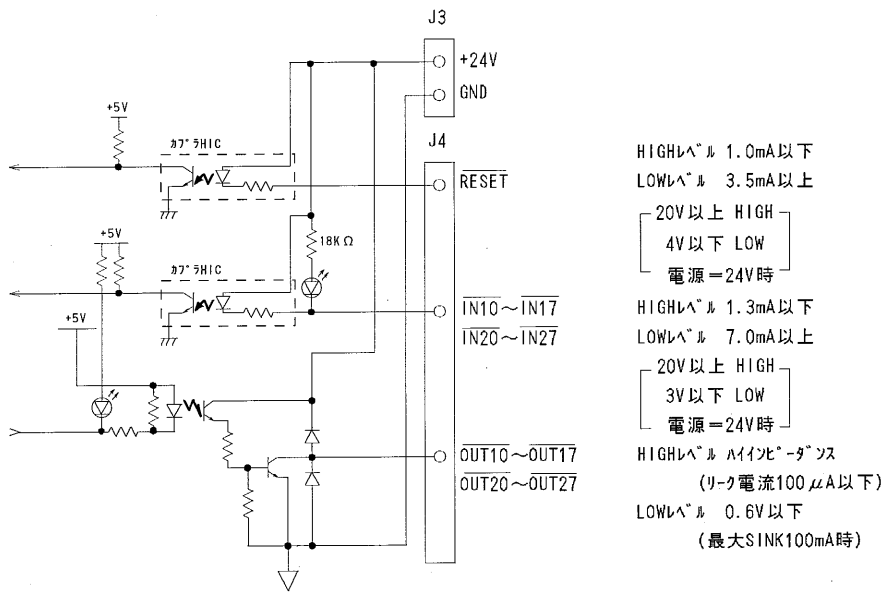 J3
+24V
GND
+5V
ｶﾌﾟﾗHIC
J4
RESET
HIGHﾚﾍﾞﾙ 1.0mA以下
LOWﾚﾍﾞﾙ 3.5mA以上
20V以上 HIGH
4V以下 LOW
電源=24V時
+5V
18KΩ
ｶﾌﾟﾗHIC
IN10～IN17
IN20～IN27
HIGHﾚﾍﾞﾙ 1.3mA以下
LOWﾚﾍﾞﾙ 7.0mA以上
+5V
20V以上 HIGH
3V以下 LOW
電源=24V時
OUT10～OUT17
OUT20～OUT27
HIGHﾚﾍﾞﾙ ﾊｲｲﾝﾋﾟｰﾀﾞﾝｽ
(ﾘｰｸ電流100μA以下)
LOWﾚﾍﾞﾙ 0.6V以下
(最大SINK100mA時)